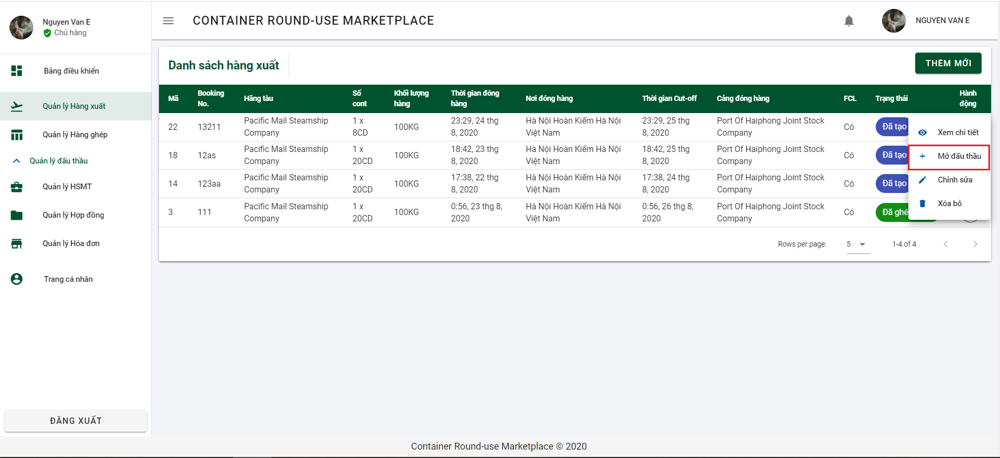 Nguyen Van E
Chủ hàng
CONTAINER ROUND-USE MARKETPLACE
NGUYEN VAN E
Bảng điều khiển
Quản lý Hàng xuất
Quản lý Hàng ghép
Quản lý đấu thầu
Quản lý HSMT
Quản lý Hợp đồng
Quản lý Hóa đơn
Trang cá nhân
ĐĂNG XUẤT
Danh sách hàng xuất
THÊM MỚI
Mã Booking No. Hãng tàu Số cont Khối lượng hàng Thời gian đóng hàng Nơi đóng hàng Thời gian Cut-off Cảng đóng hàng FCL Trạng thái Hành động
22 13211 Pacific Mail Steamship Company 1 x 8CD 100KG 23:29, 24 thg 8, 2020 Hà Nội Hoàn Kiếm Hà Nội Việt Nam 23:29, 25 thg 8, 2020 Port Of Haiphong Joint Stock Company Có Đã tạo
18 12as Pacific Mail Steamship Company 1 x 20CD 100KG 18:42, 23 thg 8, 2020 Hà Nội Hoàn Kiếm Hà Nội Việt Nam 18:42, 25 thg 8, 2020 Port Of Haiphong Joint Stock Company Có Đã tạo
14 123aa Pacific Mail Steamship Company 1 x 20CD 100KG 17:38, 22 thg 8, 2020 Hà Nội Hoàn Kiếm Hà Nội Việt Nam 17:38, 24 thg 8, 2020 Port Of Haiphong Joint Stock Company Có Đã tạo
3 111 Pacific Mail Steamship Company 1 x 20CD 100KG 0:56, 23 thg 8, 2020 Hà Nội Hoàn Kiếm Hà Nội Việt Nam 0:56, 26 thg 8, 2020 Port Of Haiphong Joint Stock Company Có Đã
Xem chi tiết
Mở đấu thầu
Chỉnh sửa
Xóa bỏ
Rows per page: 5 1-4 of 4
Container Round-use Marketplace © 2020